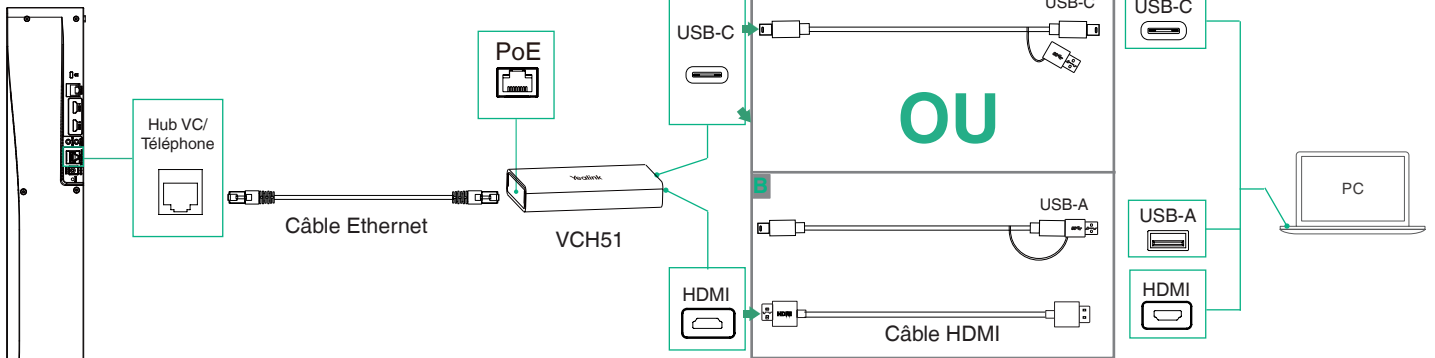 USB-C
USB-C
USB-C
PoE
OU
Hub VC/
Téléphone
Yealink
PC
B
USB-A
USB-A
Câble Ethernet
VCH51
HDMI
HDMI
HDMI
Câble HDMI